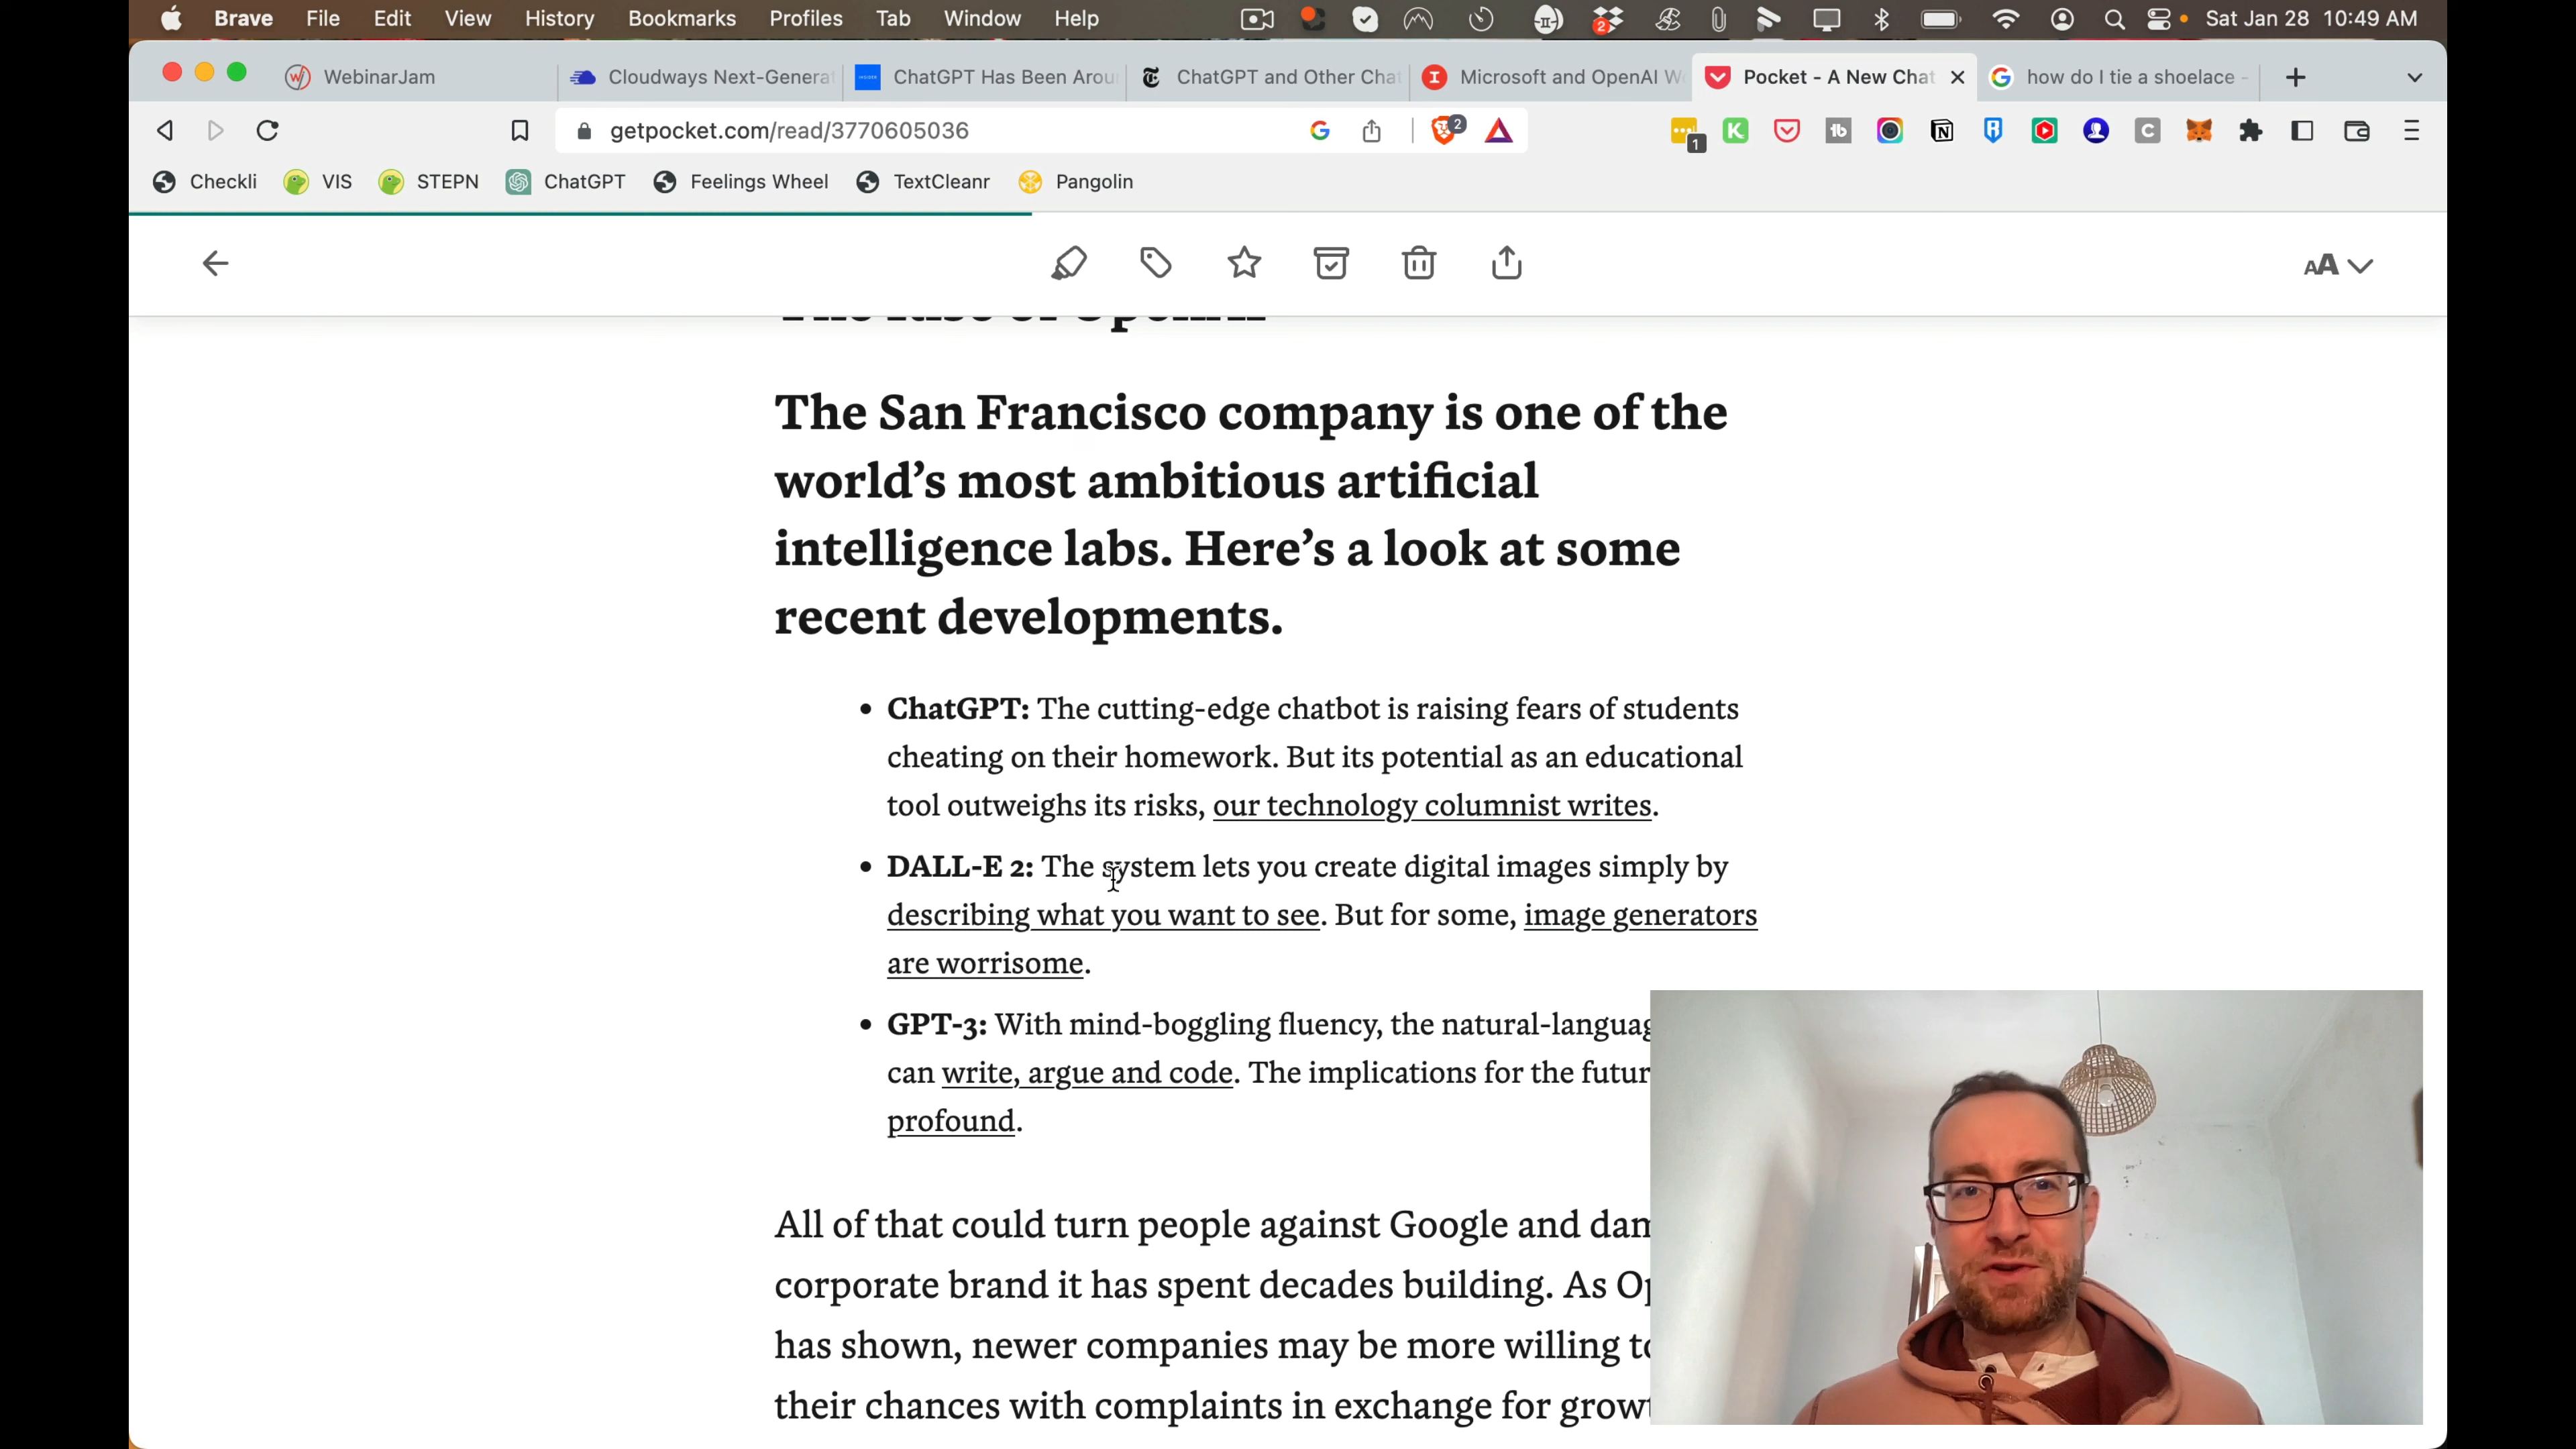 Brave File Edit View History Bookmarks Profiles Tab Window Help 2 Sat Jan 28 10:49 AM
WebinarJam Cloudways Next-Generat ChatGPT Has Been Arou ChatGPT and Other Cha Microsoft and OpenAI W Pocket - A New Chat how do I tie a shoelace -
getpocket.com/read/3770605036 2 1
Checkli VIS STEPN ChatGPT Feelings Wheel TextCleanr Pangolin
AA
The Rise of OpenAI
The San Francisco company is one of the
world’s most ambitious artificial
intelligence labs. Here’s a look at some
recent developments.
• ChatGPT: The cutting-edge chatbot is raising fears of students
cheating on their homework. But its potential as an educational
tool outweighs its risks, our technology columnist writes.
• DALL-E 2: The system lets you create digital images simply by
describing what you want to see. But for some, image generators
are worrisome.
• GPT-3: With mind-boggling fluency, the natural-languag
can write, argue and code. The implications for the futur
profound.
All of that could turn people against Google and dam
corporate brand it has spent decades building. As Op
has shown, newer companies may be more willing to
their chances with complaints in exchange for growt